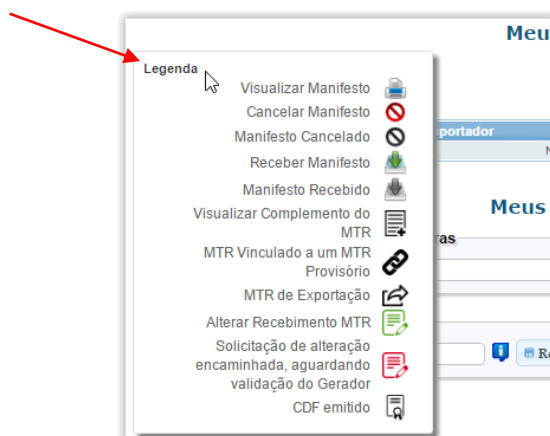 Meu
Legenda
Visualizar Manifesto
Cancelar Manifesto
Manifesto Cancelado
portador
Receber Manifesto
N
Manifesto Recebido
Visualizar Complemento do
MTR
Meus
ras
MTR Vinculado a um MTR
Provisório
MTR de Exportação
Alterar Recebimento MTR
Solicitação de alteração
encaminhada, aguardando
validação do Gerador
Re
CDF emitido